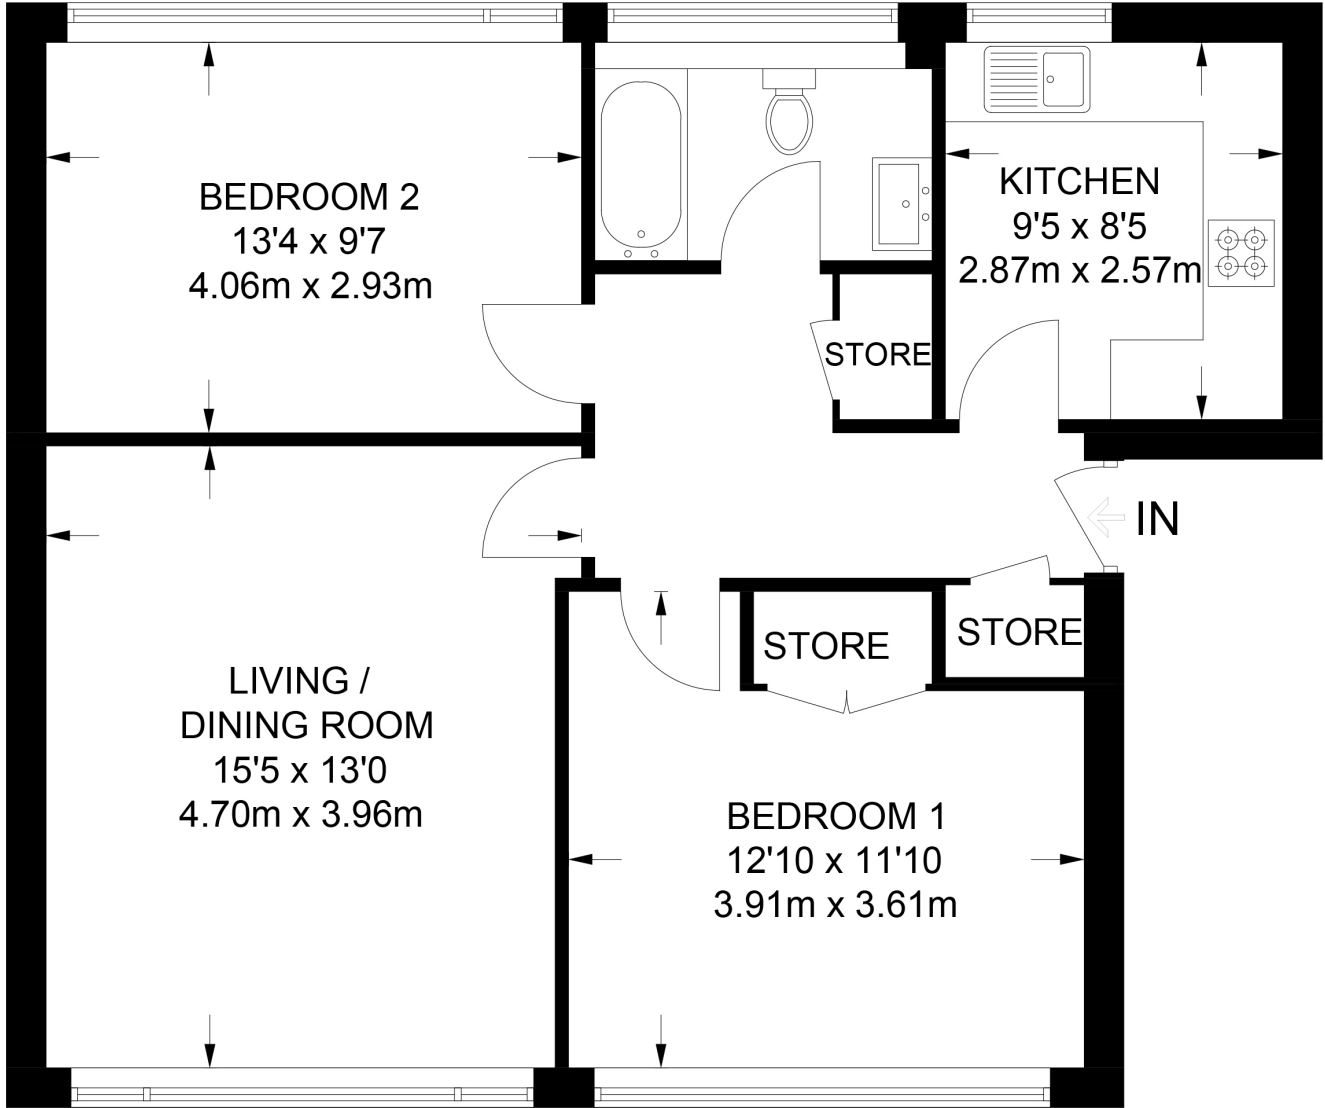 BEDROOM 2
13'4 x 9'7
4.06m x 2.93m
KITCHEN
9'5 x 8'5
2.87m x 2.57m
STORE
IN
STORE
STORE
LIVING /
DINING ROOM
15'5 x 13'0
4.70m x 3.96m
BEDROOM 1
12'10 x 11'10
3.91m x 3.61m